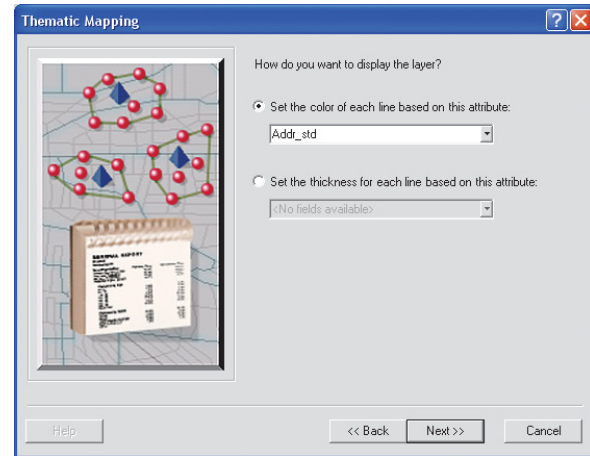 Thematic Mapping
How do you want to display the layer?
Set the color of each line based on this attribute:
Addr_std
Set the thickness for each line based on this attribute:
<No fields available>
GENERAL REPORT
Help
<< Back
Next >>
Cancel